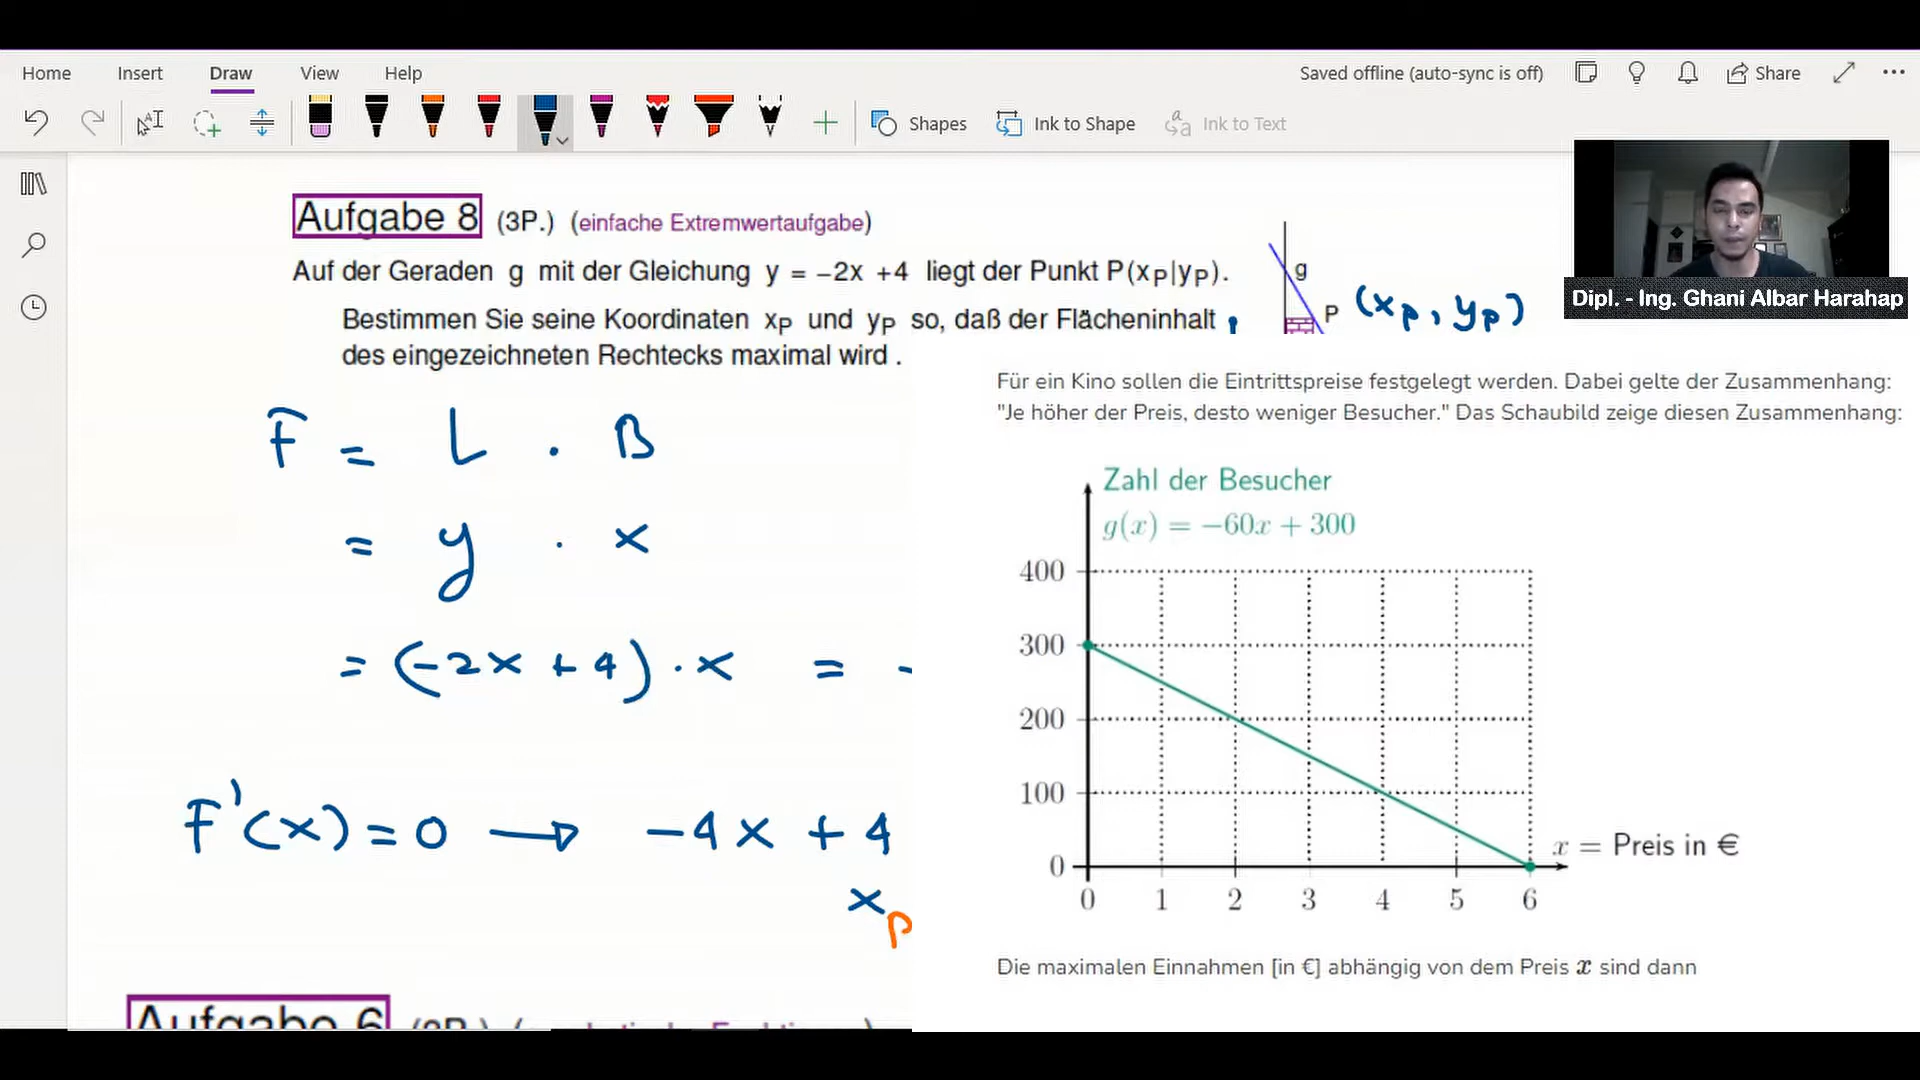 Home Insert Draw View Help Saved offline (auto-sync is off) Share
Shapes Ink to Shape Ink to Text
Aufgabe 8 (3P.) (einfache Extremwertaufgabe)
Auf der Geraden g mit der Gleichung y = -2x +4 liegt der Punkt P(xP|yP).
Bestimmen Sie seine Koordinaten xP und yP so, daß der Flächeninhalt
des eingezeichneten Rechtecks maximal wird .
g
P (xp, yp)
Dipl. - Ing. Ghani Albar Harahap
F = L · B
= y · x
= (-2x + 4) · x = -
F'(x) = 0 → -4x + 4
xp
Aufgabe 6
Für ein Kino sollen die Eintrittspreise festgelegt werden. Dabei gelte der Zusammenhang:
"Je höher der Preis, desto weniger Besucher." Das Schaubild zeige diesen Zusammenhang:
Zahl der Besucher
g(x) = −60x + 300
400
300
200
100
0
x = Preis in €
0 1 2 3 4 5 6
Die maximalen Einnahmen [in €] abhängig von dem Preis x sind dann